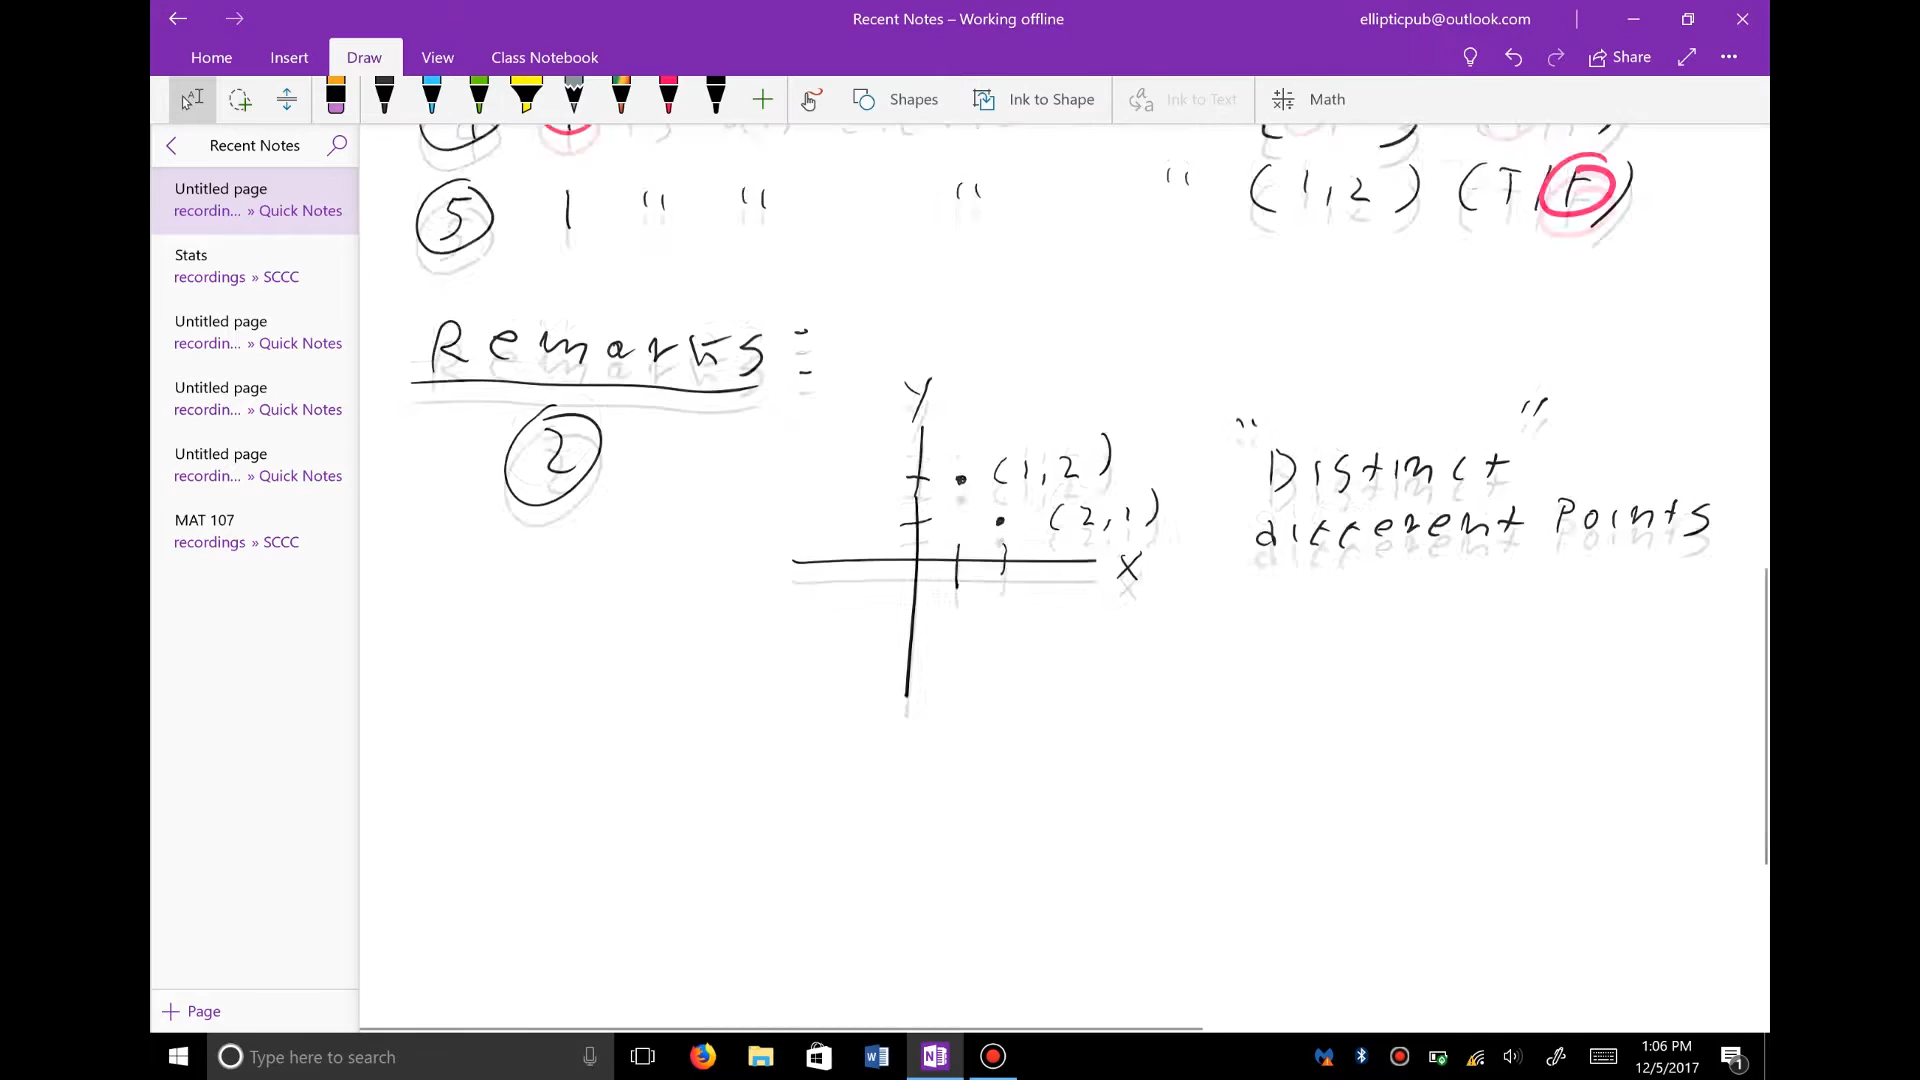 Recent Notes – Working offline
ellipticpub@outlook.com
Home Insert Draw View Class Notebook
Share
Shapes Ink to Shape Ink to Text Math
Recent Notes
Untitled page
recordin... » Quick Notes
Stats
recordings » SCCC
Untitled page
recordin... » Quick Notes
Untitled page
recordin... » Quick Notes
Untitled page
recordin... » Quick Notes
MAT 107
recordings » SCCC
Page
5 1 " " " " (1,2) (T/F)
Remarks:
2
y
(1,2)
(2,1)
x
"Distinct"
different Points
Type here to search
1:06 PM
12/5/2017